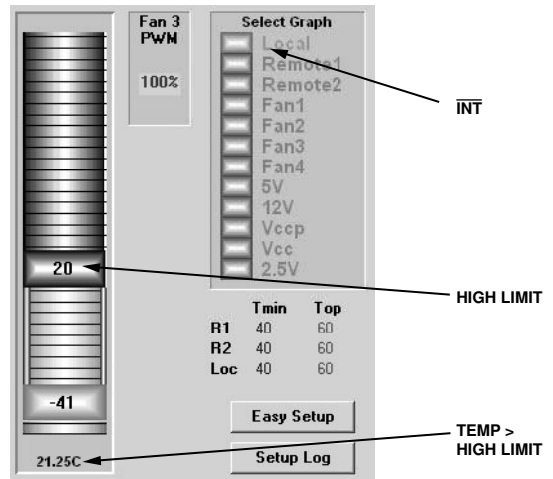 Fan 3
PWM
100%
Select Graph
Local
Remote1
Remote2
Fan1
Fan2
Fan3
Fan4
5V
12V
Vccp
Vcc
2.5V
INT
20
HIGH LIMIT
Tmin Top
R1 40 60
R2 40 60
Loc 40 60
-41
Easy Setup
21.25C
Setup Log
TEMP >
HIGH LIMIT